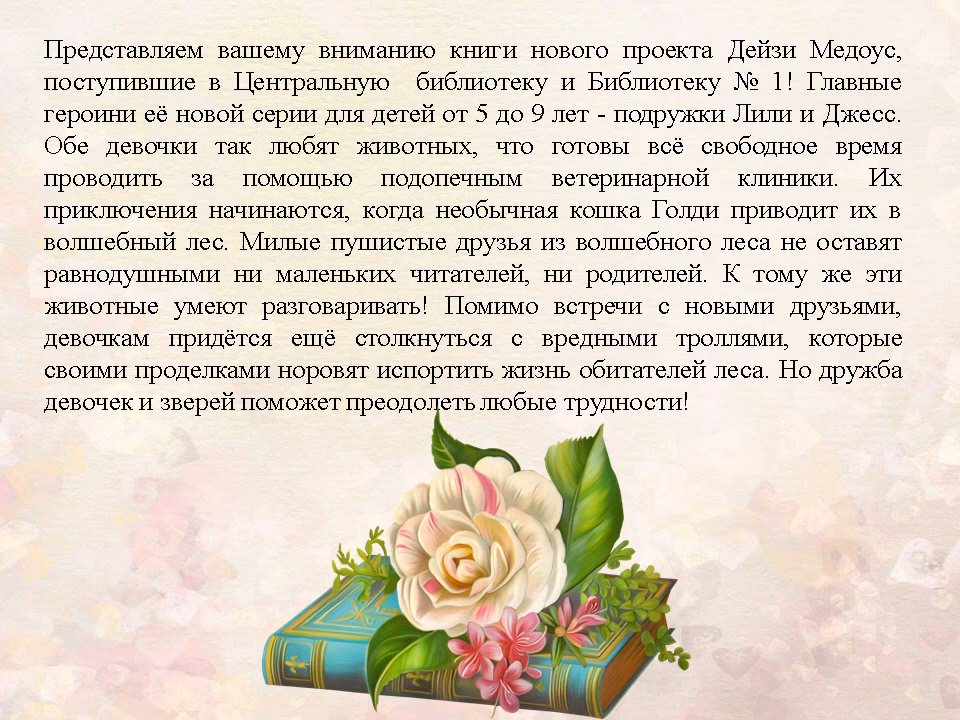 Представляем вашему вниманию книги нового проекта Дейзи Медоус,
поступившие в Центральную библиотеку и Библиотеку № 1! Главные
героини её новой серии для детей от 5 до 9 лет - подружки Лили и Джесс.
Обе девочки так любят животных, что готовы всё свободное время
проводить за помощью подопечным ветеринарной клиники. Их
приключения начинаются, когда необычная кошка Голди приводит их в
волшебный лес. Милые пушистые друзья из волшебного леса не оставят
равнодушными ни маленьких читателей, ни родителей. К тому же эти
животные умеют разговаривать! Помимо встречи с новыми друзьями,
девочкам придётся ещё столкнуться с вредными троллями, которые
своими проделками норовят испортить жизнь обитателей леса. Но дружба
девочек и зверей поможет преодолеть любые трудности!